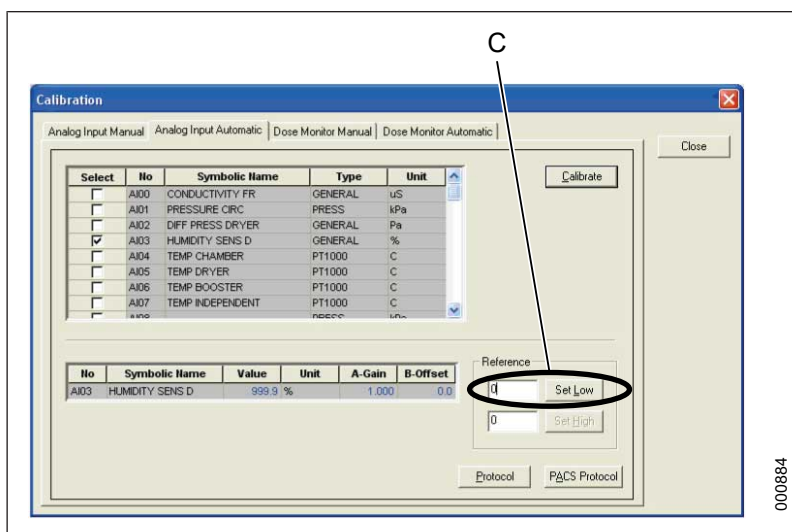 C
Calibration
Analog Input Manual Analog Input Automatic Dose Monitor Manual Dose Monitor Automatic
Close
Select No Symbolic Name Type Unit
AI00 CONDUCTIVITY FR GENERAL uS
AI01 PRESSURE CIRC PRESS kPa
AI02 DIFF PRESS DRYER GENERAL Pa
AI03 HUMIDITY SENS D GENERAL %
AI04 TEMP CHAMBER PT1000 C
AI05 TEMP DRYER PT1000 C
AI06 TEMP BOOSTER PT1000 C
AI07 TEMP INDEPENDENT PT1000 C
Calibrate
No Symbolic Name Value Unit A-Gain B-Offset
AI03 HUMIDITY SENS D 999.9 % 1.000 0.0
Reference
0 Set Low
0 Set High
Protocol PACS Protocol
000884